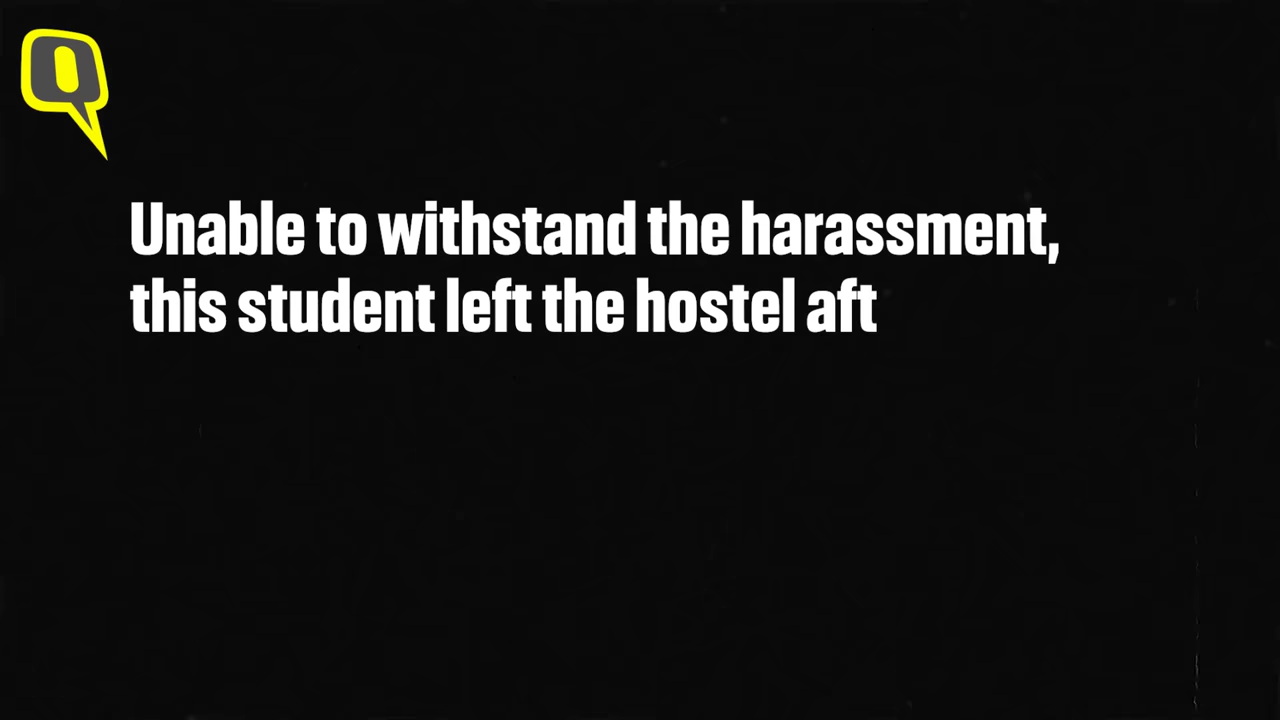 Unable to withstand the harassment,
this student left the hostel aft